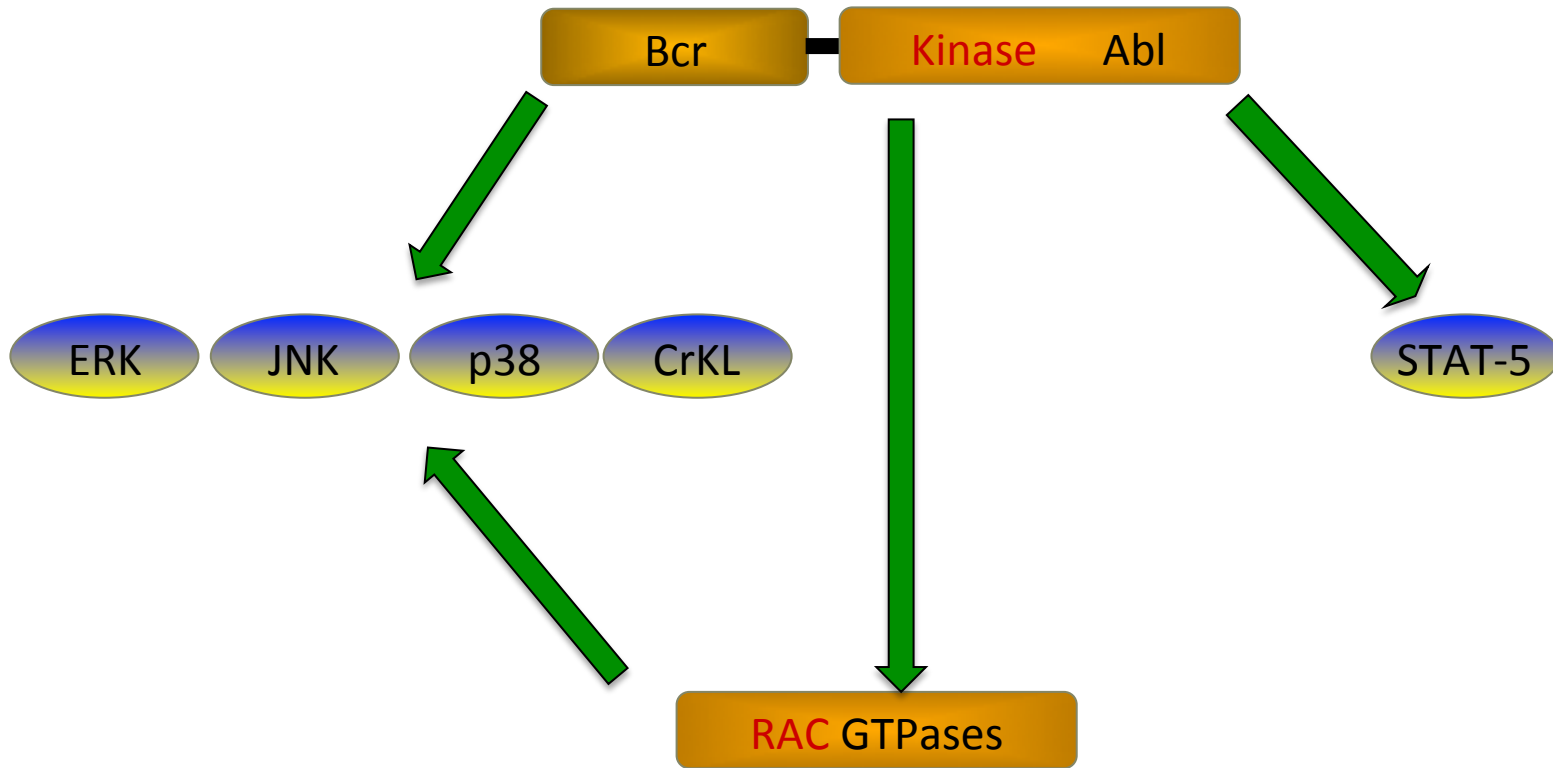 Bcr
Kinase Abl
ERK
JNK
p38
CrKL
STAT-5
RAC GTPases